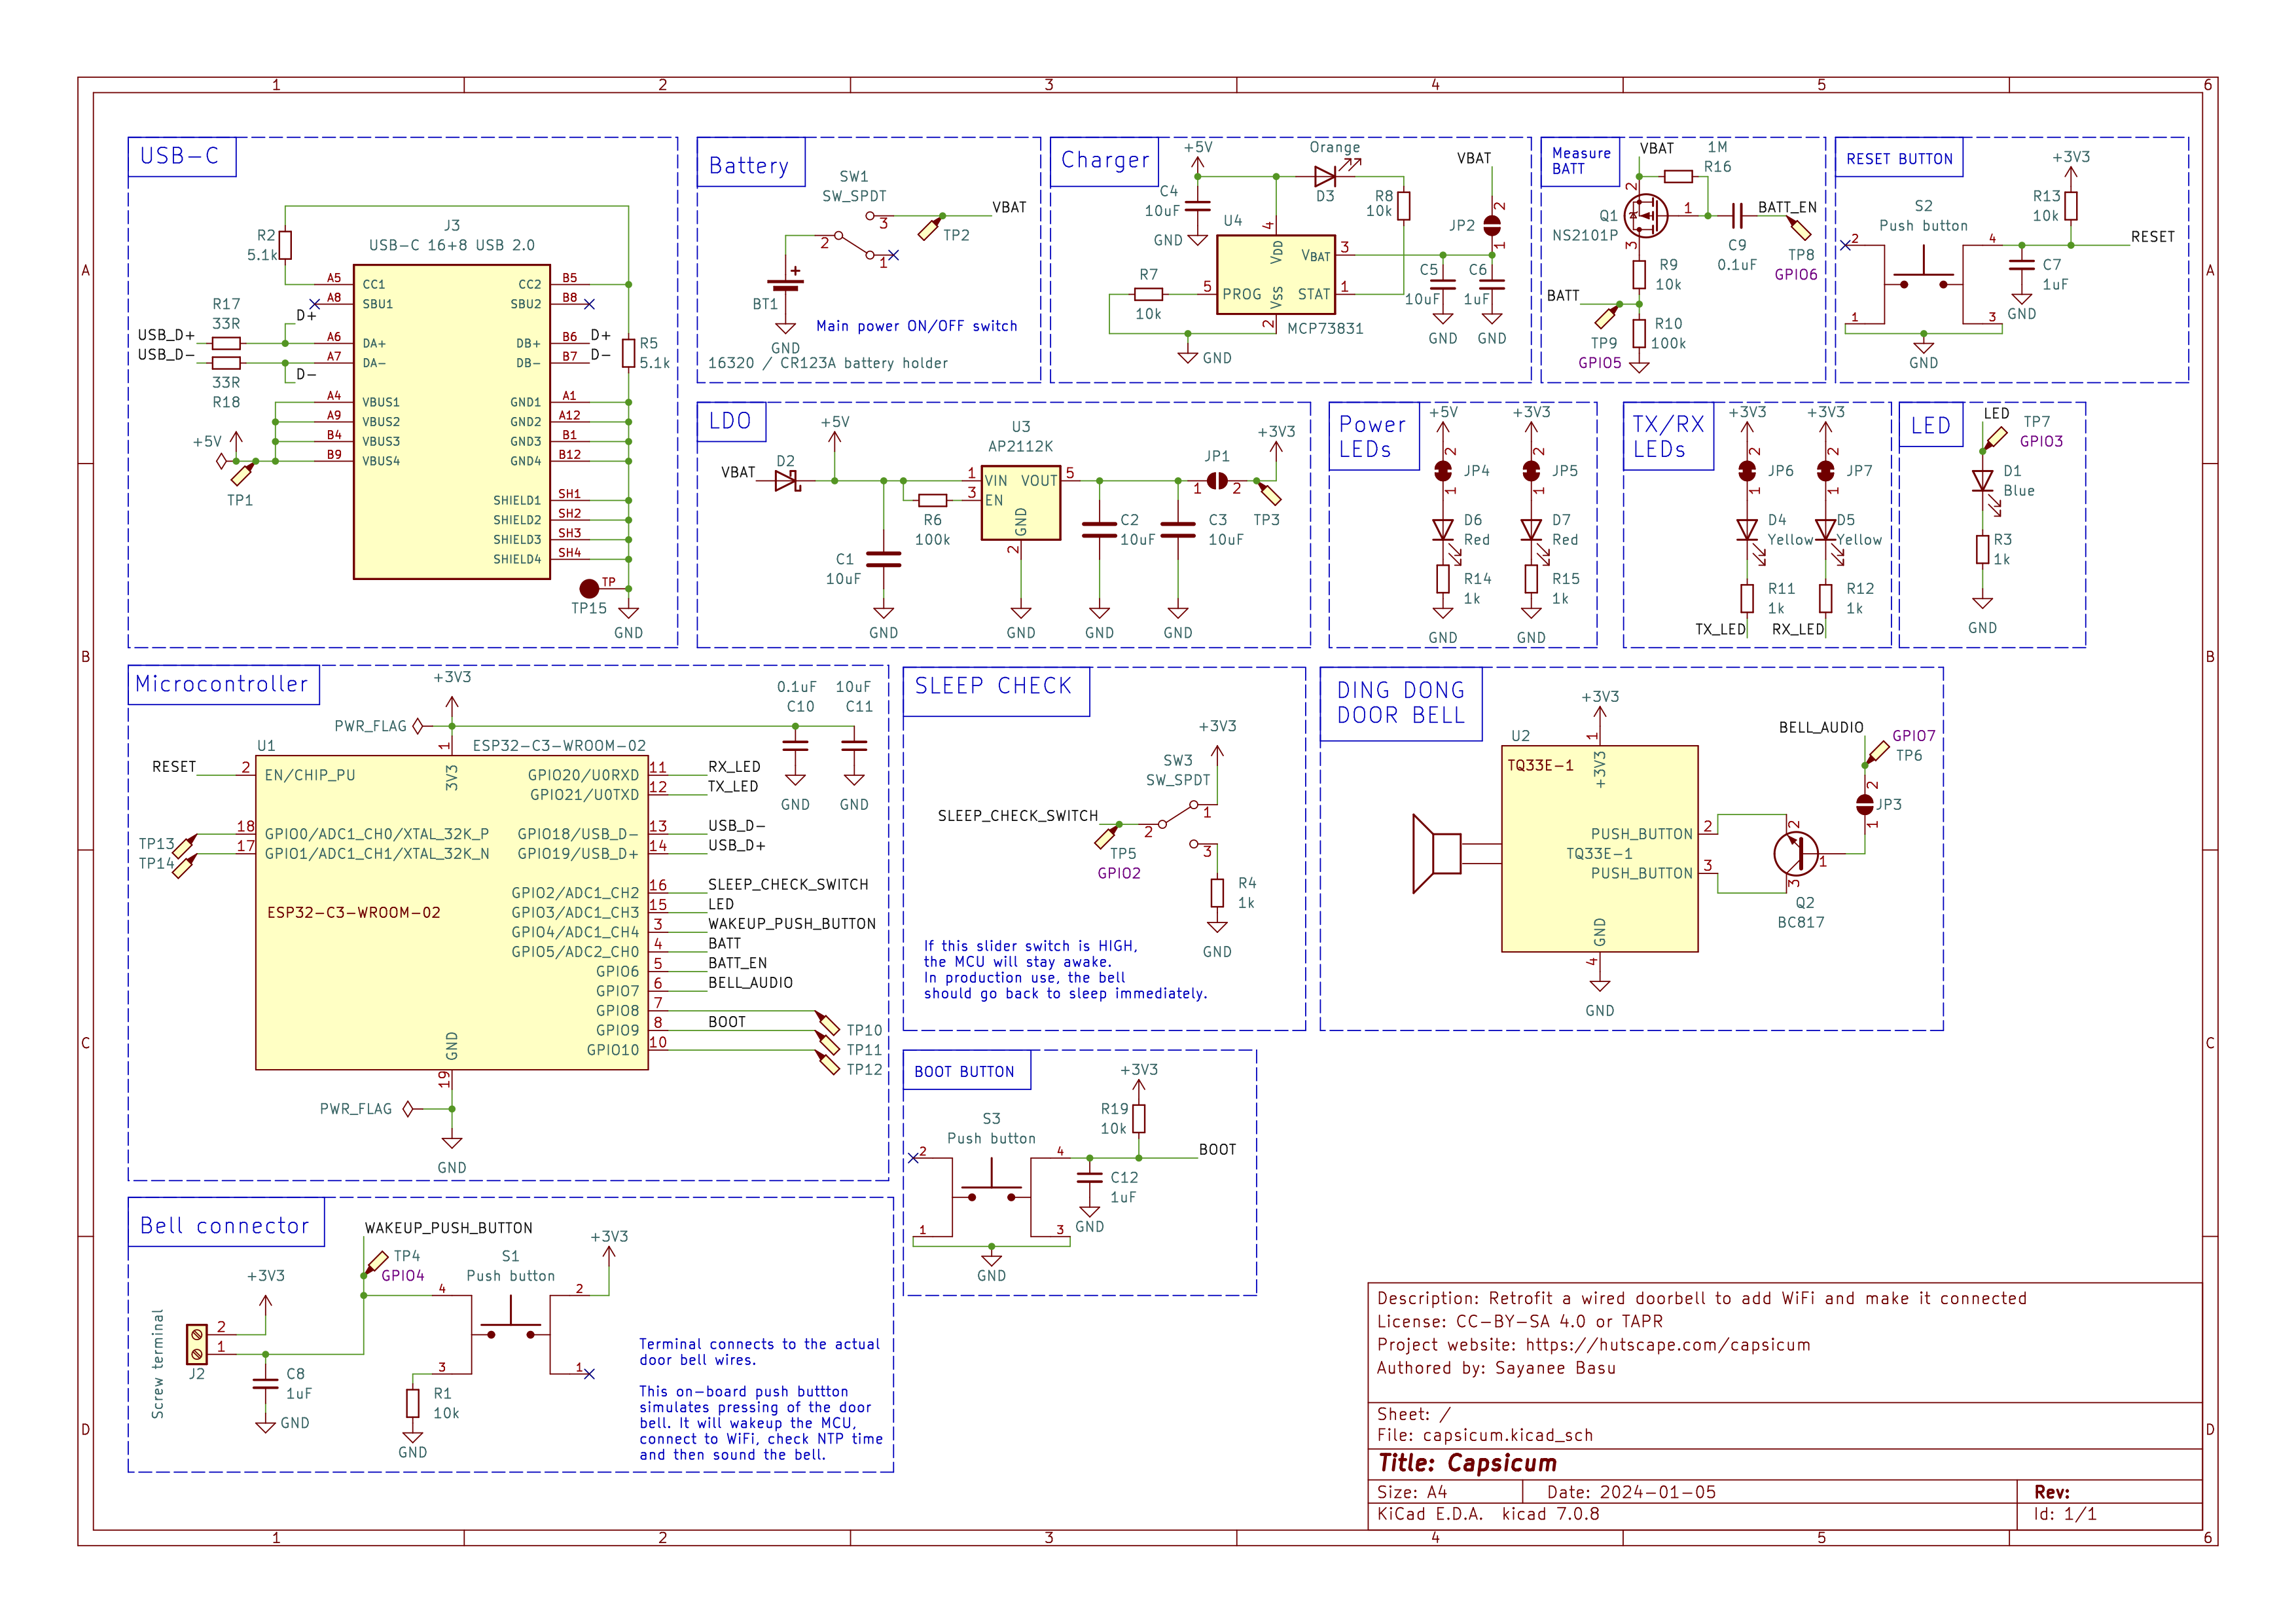 1 2 3 4 5 6
A
B
C
D
USB-C
J3
USB-C 16+8 USB 2.0
R2
5.1k
A5 CC1 CC2 B5
A8 SBU1 SBU2 B8
R17
33R
D+
USB_D+
A6 DA+ DB+ B6 D+
USB_D-
A7 DA- DB- B7 D-
33R
R18
D-
R5
5.1k
A4 VBUS1 GND1 A1
A9 VBUS2 GND2 A12
B4 VBUS3 GND3 B1
B9 VBUS4 GND4 B12
+5V
TP1
SHIELD1 SH1
SHIELD2 SH2
SHIELD3 SH3
SHIELD4 SH4
TP
TP15
GND
Battery
SW1
SW_SPDT
3
VBAT
2
TP2
1
+
BT1
GND
Main power ON/OFF switch
16320 / CR123A battery holder
Charger
+5V
Orange
D3
C4
10uF
GND
U4
4
VDD
R8
10k
VBAT
2
JP2
1
3 VBAT
R7
10k
5 PROG
STAT 1
VSS
2
MCP73831
C5
10uF
C6
1uF
GND
GND
GND
Measure
BATT
VBAT
1M
R16
2
Q1
NS2101P
1
3
BATT_EN
C9
0.1uF
TP8
GPIO6
R9
10k
BATT
TP9
GPIO5
R10
100k
RESET BUTTON
+3V3
R13
10k
S2
Push button
2
4
RESET
C7
1uF
GND
1
3
GND
LDO
+5V
VBAT
D2
U3
AP2112K
1 VIN VOUT 5
3 EN
GND
2
R6
100k
JP1
1 2
+3V3
TP3
C1
10uF
C2
10uF
C3
10uF
GND
GND
GND
GND
Power
LEDs
+5V
+3V3
2
JP4
1
2
JP5
1
D6
Red
D7
Red
R14
1k
R15
1k
GND
GND
TX/RX
LEDs
+3V3
+3V3
2
JP6
1
2
JP7
1
D4
Yellow
D5
Yellow
R11
1k
R12
1k
TX_LED
RX_LED
LED
LED
TP7
GPIO3
D1
Blue
R3
1k
GND
Microcontroller
+3V3
PWR_FLAG
0.1uF
C10
10uF
C11
GND
GND
U1
1
ESP32-C3-WROOM-02
3V3
RESET
2 EN/CHIP_PU
GPIO20/U0RXD 11 RX_LED
GPIO21/U0TXD 12 TX_LED
TP13
18 GPIO0/ADC1_CH0/XTAL_32K_P
GPIO18/USB_D- 13 USB_D-
TP14
17 GPIO1/ADC1_CH1/XTAL_32K_N
GPIO19/USB_D+ 14 USB_D+
GPIO2/ADC1_CH2 16 SLEEP_CHECK_SWITCH
ESP32-C3-WROOM-02
GPIO3/ADC1_CH3 15 LED
GPIO4/ADC1_CH4 3 WAKEUP_PUSH_BUTTON
GPIO5/ADC2_CH0 4 BATT
GPIO6 5 BATT_EN
GPIO7 6 BELL_AUDIO
GPIO8 7 TP10
GPIO9 8 BOOT TP11
GPIO10 10 TP12
GND
19
PWR_FLAG
GND
SLEEP CHECK
+3V3
SW3
SW_SPDT
SLEEP_CHECK_SWITCH
1
2
TP5
GPIO2
3
R4
1k
GND
If this slider switch is HIGH,
the MCU will stay awake.
In production use, the bell
should go back to sleep immediately.
DING DONG
DOOR BELL
+3V3
1
U2
TQ33E-1
+3V3
BELL_AUDIO
GPIO7
TP6
2
JP3
1
PUSH_BUTTON 2
TQ33E-1
PUSH_BUTTON 3
2
1
3
Q2
BC817
GND
4
GND
BOOT BUTTON
+3V3
R19
10k
S3
Push button
2
4
BOOT
C12
1uF
GND
1
3
GND
Bell connector
WAKEUP_PUSH_BUTTON
TP4
GPIO4
+3V3
S1
Push button
+3V3
4
2
Screw terminal
2
1
J2
C8
1uF
GND
3
1
R1
10k
GND
Terminal connects to the actual
door bell wires.
This on-board push buttton
simulates pressing of the door
bell. It will wakeup the MCU,
connect to WiFi, check NTP time
and then sound the bell.
Description: Retrofit a wired doorbell to add WiFi and make it connected
License: CC-BY-SA 4.0 or TAPR
Project website: https://hutscape.com/capsicum
Authored by: Sayanee Basu
Sheet: /
File: capsicum.kicad_sch
Title: Capsicum
Size: A4 Date: 2024-01-05 Rev:
KiCad E.D.A. kicad 7.0.8 Id: 1/1
A
B
C
D
1 2 3 4 5 6